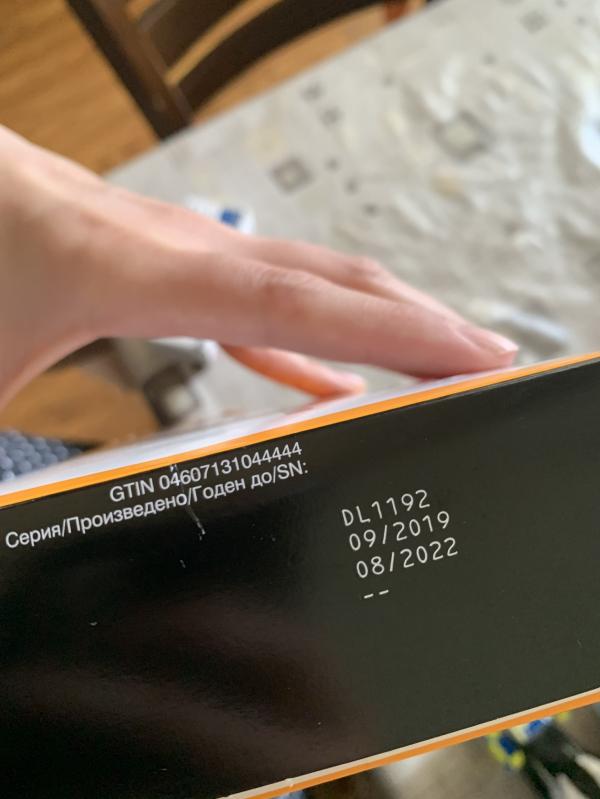 GTIN 04607131044444
Серия/Произведено/Годен до/SN:
DL1192
09/2019
08/2022
--